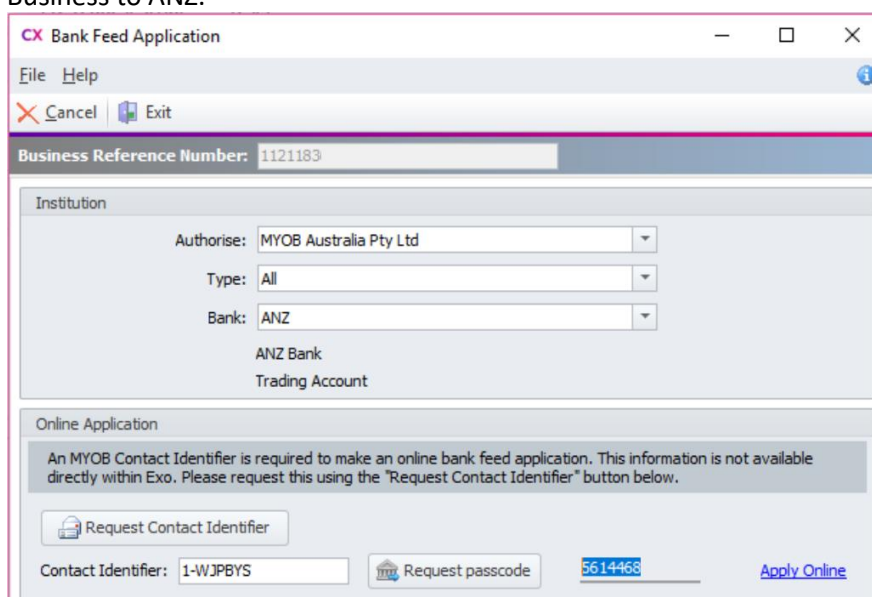 Business to ANZ.
CX Bank Feed Application
File Help
Cancel Exit
Business Reference Number: 1121183
Institution
Authorise: MYOB Australia Pty Ltd
Type: All
Bank: ANZ
ANZ Bank
Trading Account
Online Application
An MYOB Contact Identifier is required to make an online bank feed application. This information is not available
directly within Exo. Please request this using the "Request Contact Identifier" button below.
Request Contact Identifier
Contact Identifier: 1-WJPBYS Request passcode 5614468 Apply Online